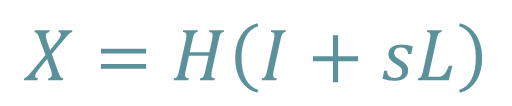 X = H(I + sL)